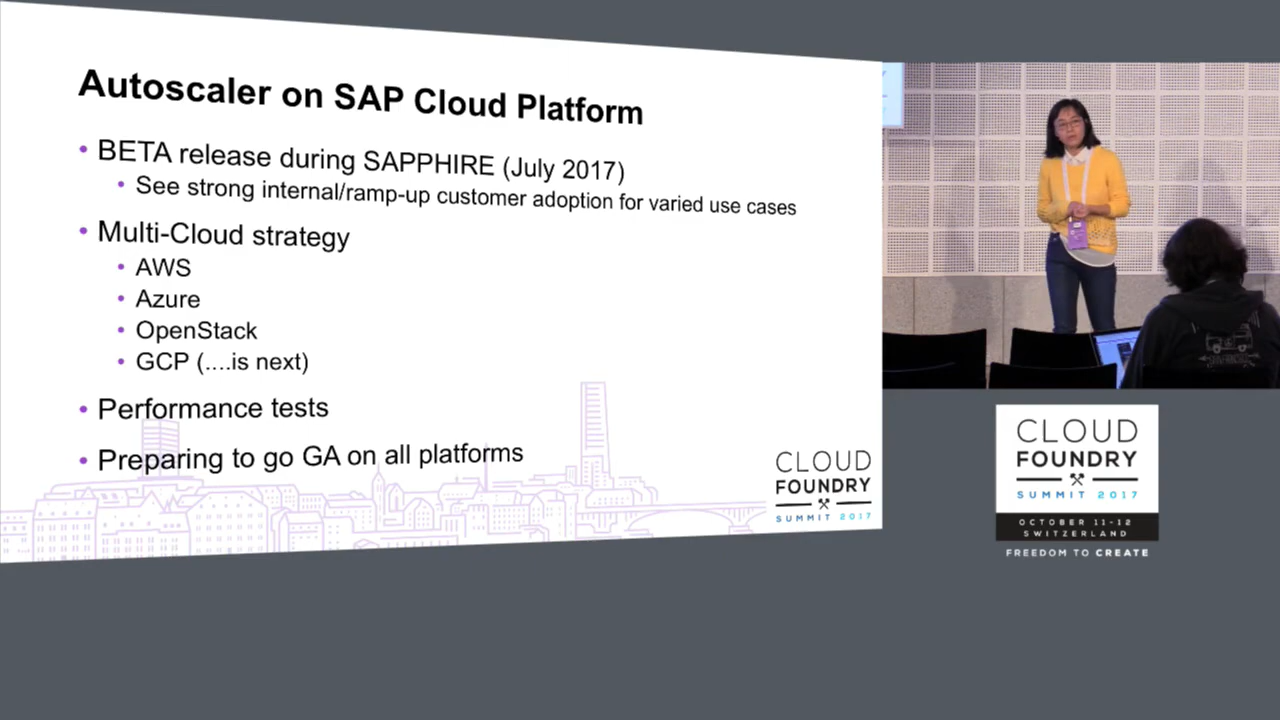 Autoscaler on SAP Cloud Platform
• BETA release during SAPPHIRE (July 2017)
• See strong internal/ramp-up customer adoption for varied use cases
• Multi-Cloud strategy
• AWS
• Azure
• OpenStack
• GCP (....is next)
• Performance tests
• Preparing to go GA on all platforms
CLOUD
FOUNDRY
SUMMIT 2017
CLOUD
FOUNDRY
SUMMIT 2017
OCTOBER 11-12
SWITZERLAND
FREEDOM TO CREATE